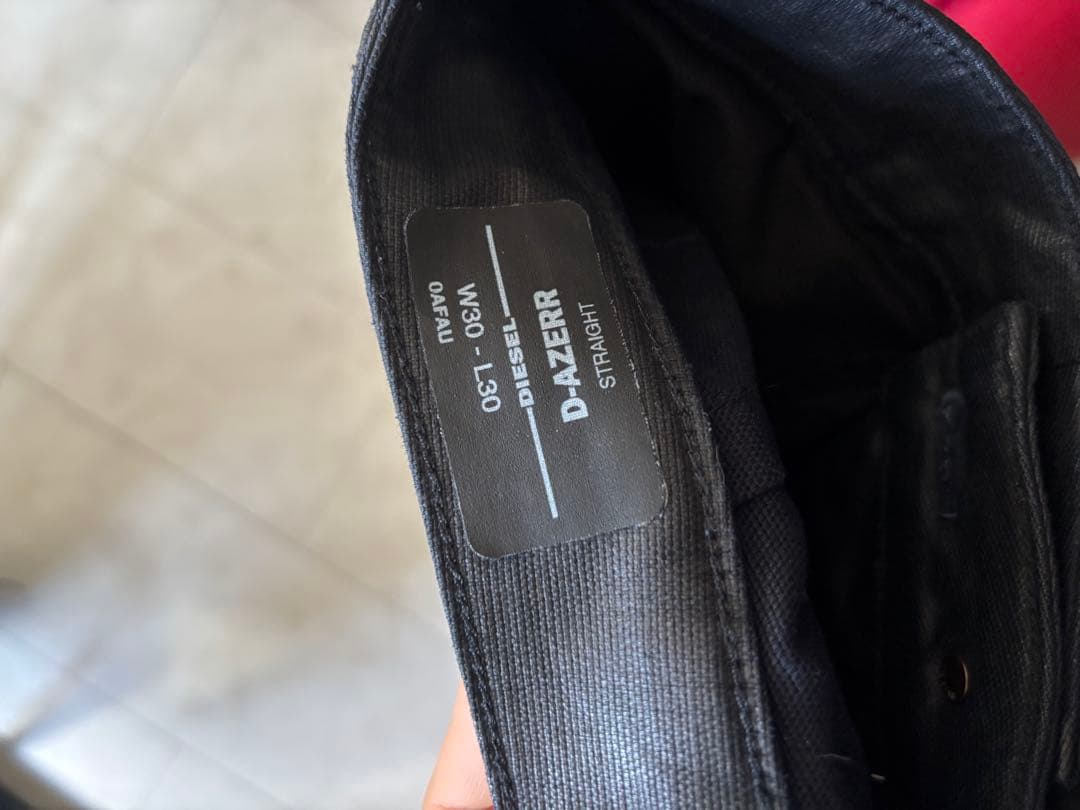 DIESEL
D-AZERR
STRAIGHT
W30 - L30
0AFAU